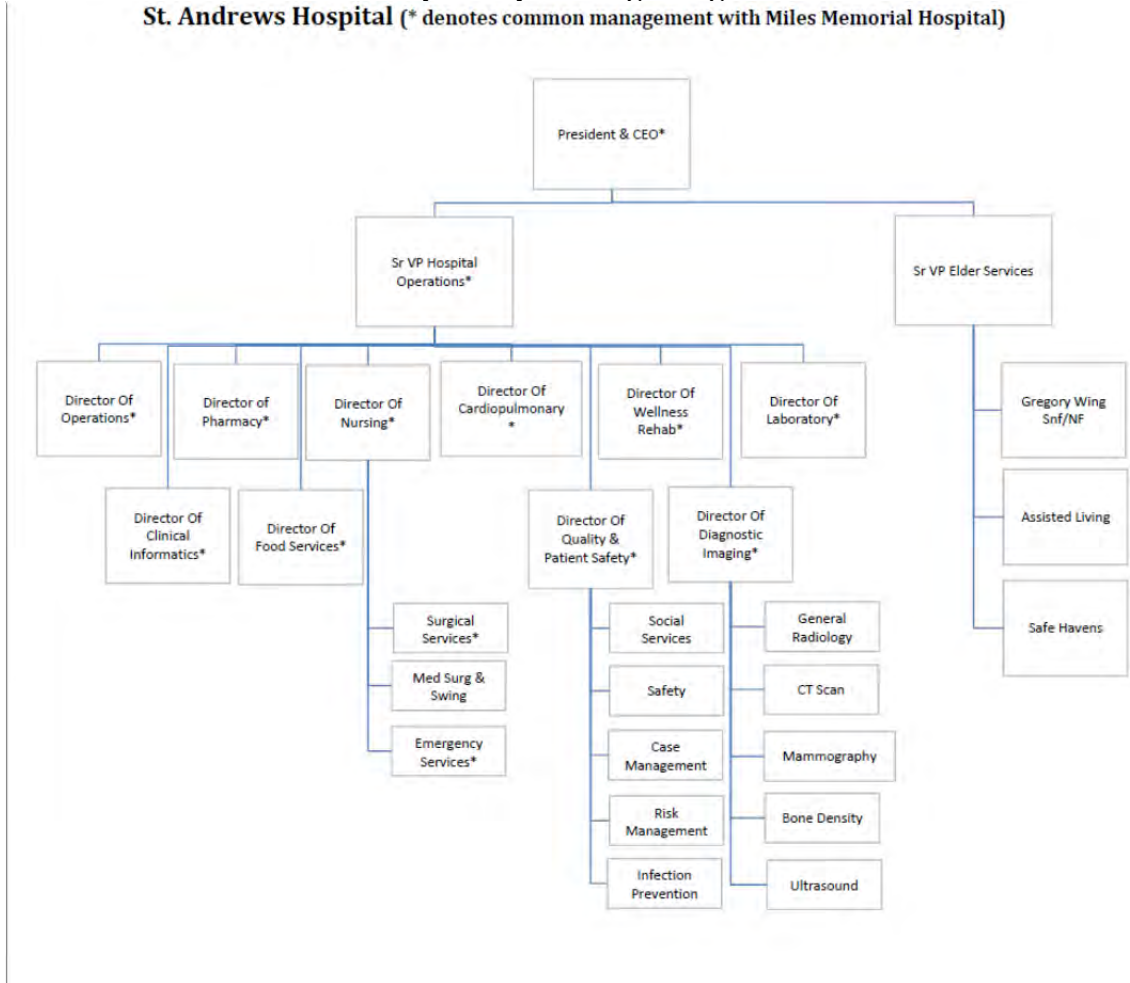 St. Andrews Hospital (* denotes common management with Miles Memorial Hospital)
President & CEO*
Sr VP Hospital
Operations*
Sr VP Elder Services
Director Of
Operations*
Director of
Pharmacy*
Director Of
Nursing*
Director Of
Cardiopulmonary
*
Director Of
Wellness
Rehab*
Director Of
Laboratory*
Gregory Wing
Snf/NF
Director Of
Clinical
Informatics*
Director Of
Food Services*
Director Of
Quality &
Patient Safety*
Director Of
Diagnostic
Imaging*
Assisted Living
Safe Havens
Surgical
Services*
Med Surg &
Swing
Emergency
Services*
Social
Services
Safety
Case
Management
Risk
Management
Infection
Prevention
General
Radiology
CT Scan
Mammography
Bone Density
Ultrasound